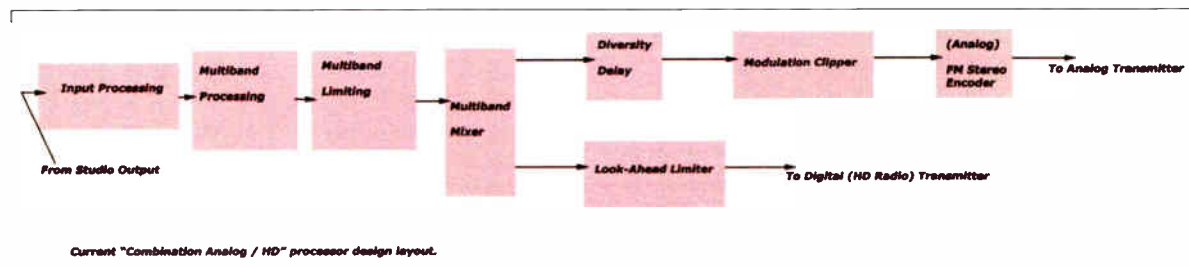 Input Processing
Multiband
Processing
Multiband
Limiting
Multiband
Mixer
Diversity
Delay
Modulation Clipper
(Analog)
FM Stereo
Encoder
To Analog Transmitter
From Studio Output
Look-Ahead Limiter
To Digital (HD Radio) Transmitter
Current "Combination Analog / HD" processor design layout.